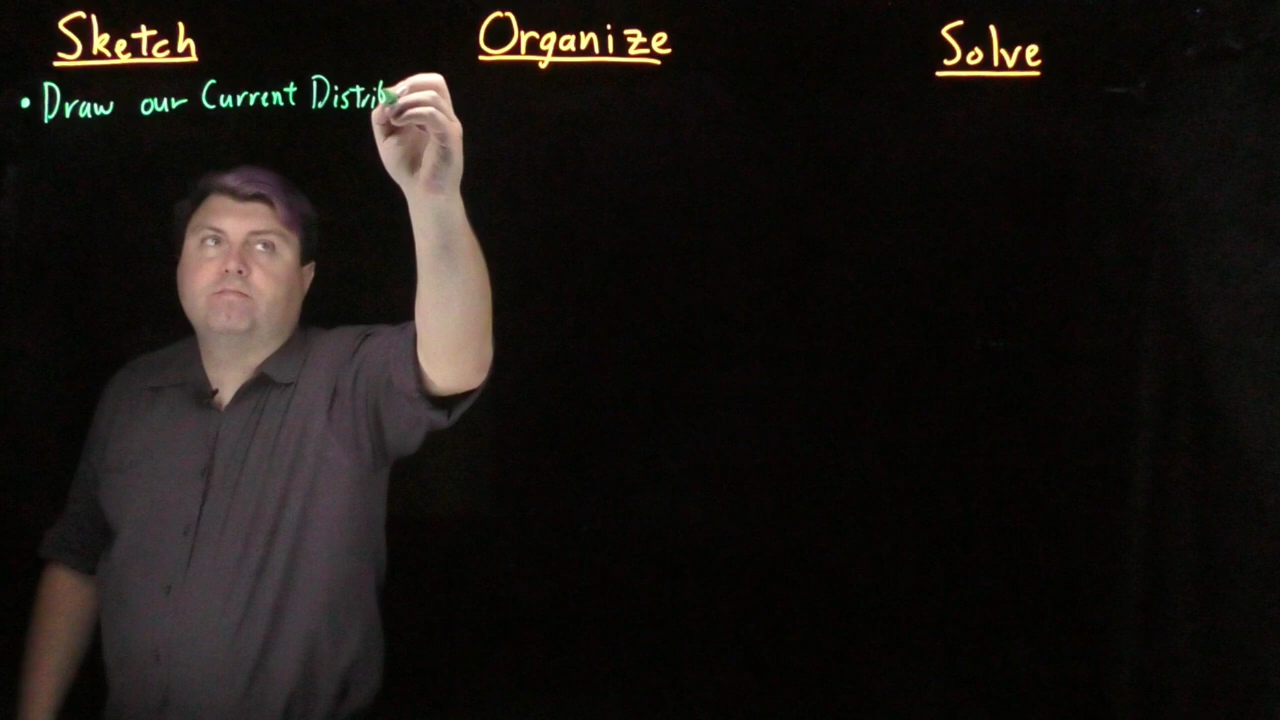 Sketch
Organize
Solve
• Draw our Current Distrib